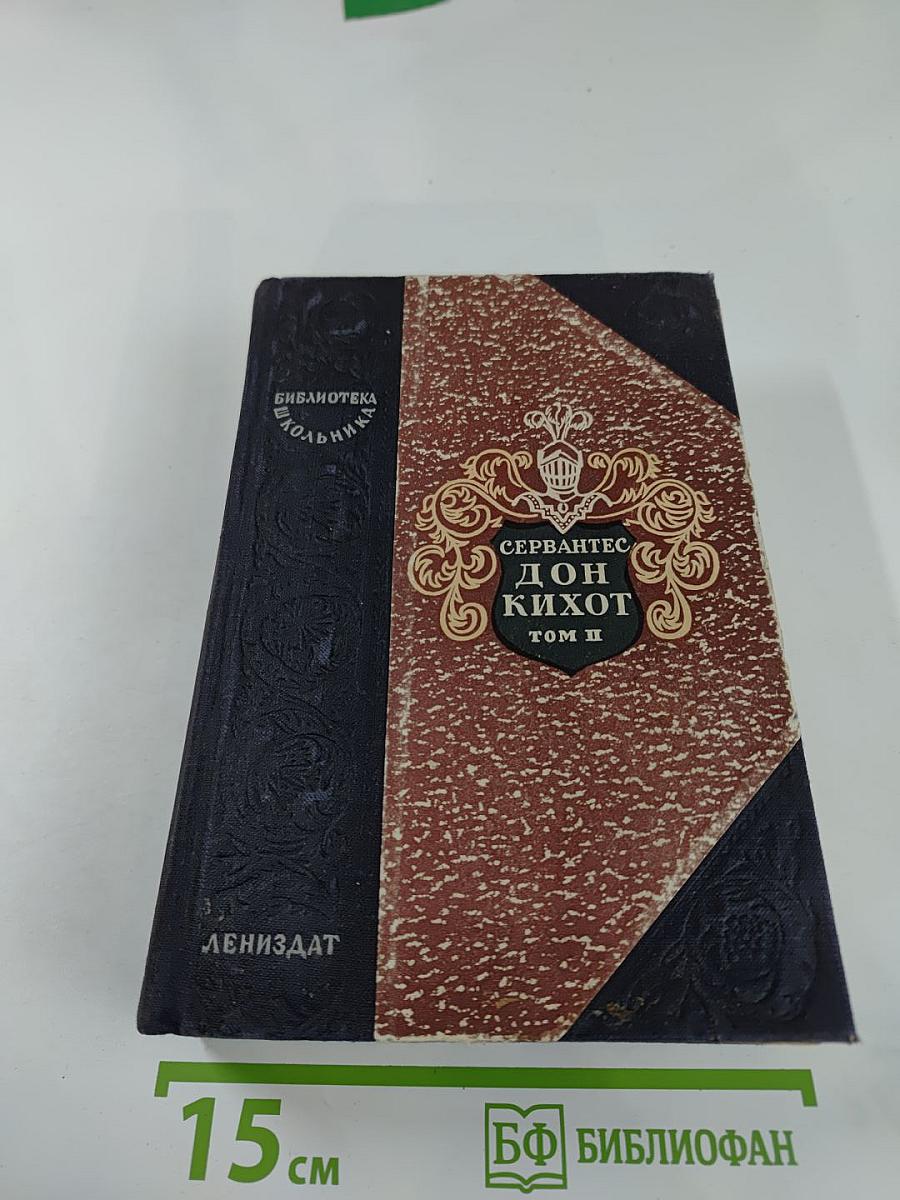 БИБЛИОТЕКА
ШКОЛЬНИКА
СЕРВАНТЕС
ДОН
КИХОТ
ТОМ II
ЛЕНИЗДАТ
15 см
БФ БИБЛИОФАН